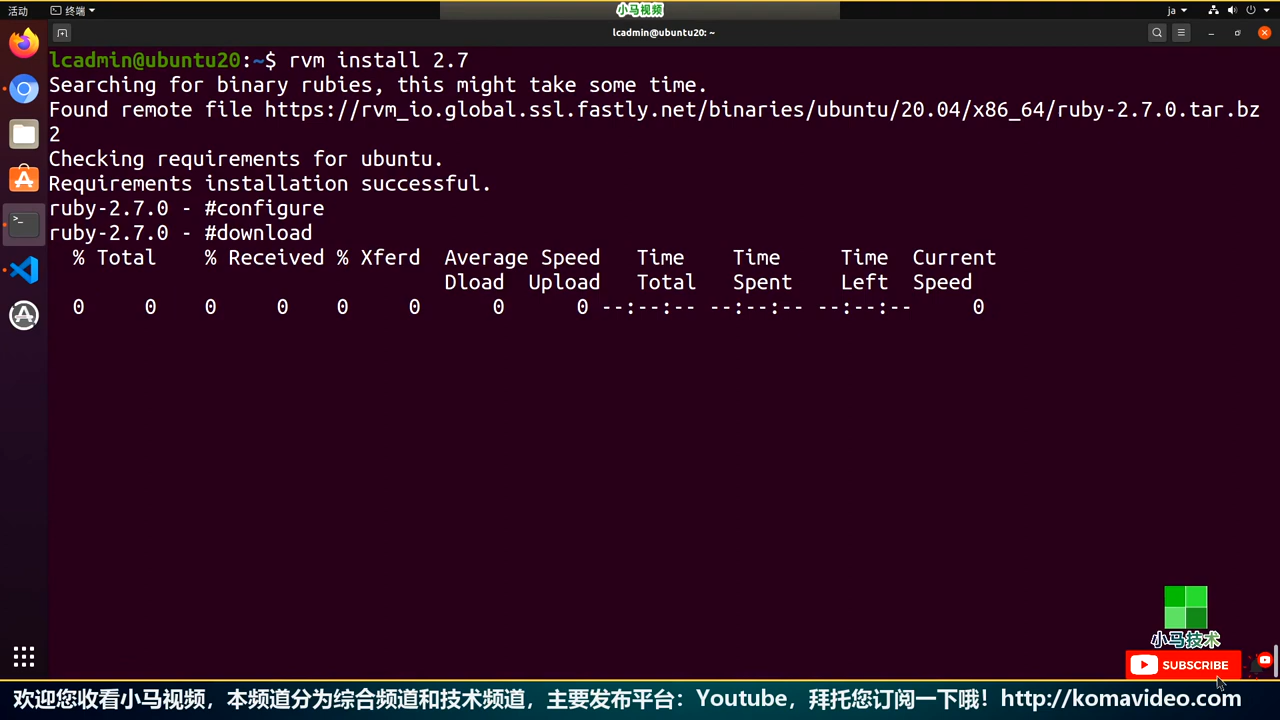 活动 终端 小马视频 ja
lcadmin@ubuntu20: ~
lcadmin@ubuntu20:~$ rvm install 2.7
Searching for binary rubies, this might take some time.
Found remote file https://rvm_io.global.ssl.fastly.net/binaries/ubuntu/20.04/x86_64/ruby-2.7.0.tar.bz
2
Checking requirements for ubuntu.
Requirements installation successful.
ruby-2.7.0 - #configure
ruby-2.7.0 - #download
% Total % Received % Xferd Average Speed Time Time Time Current
Dload Upload Total Spent Left Speed
0 0 0 0 0 0 0 0 --:--:-- --:--:-- --:--:-- 0
小马技术
SUBSCRIBE
欢迎您收看小马视频，本频道分为综合频道和技术频道，主要发布平台：Youtube，拜托您订阅一下哦！http://komavideo.com